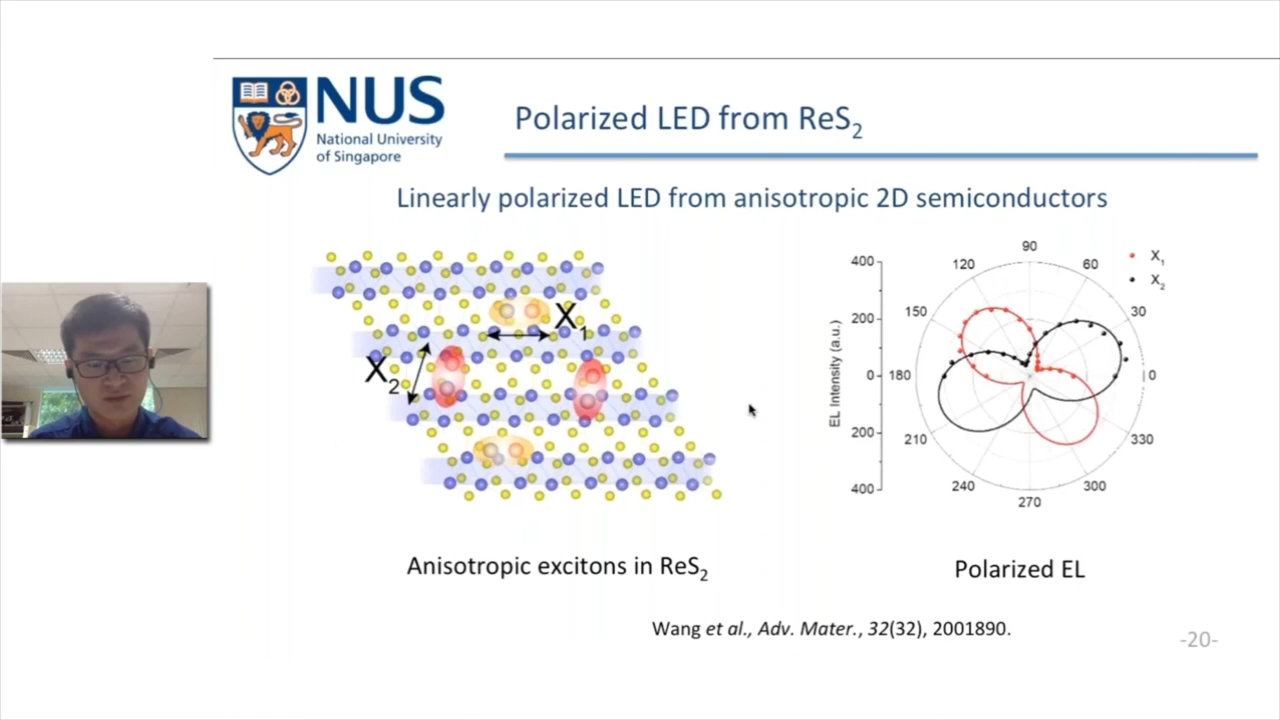 NUS
National University
of Singapore
Polarized LED from ReS₂
Linearly polarized LED from anisotropic 2D semiconductors
X₁
X₂
Anisotropic excitons in ReS₂
EL Intensity (a.u.)
400
200
0
200
400
90
60
30
0
330
300
270
240
210
180
150
120
X₁
X₂
Polarized EL
Wang et al., Adv. Mater., 32(32), 2001890.
-20-